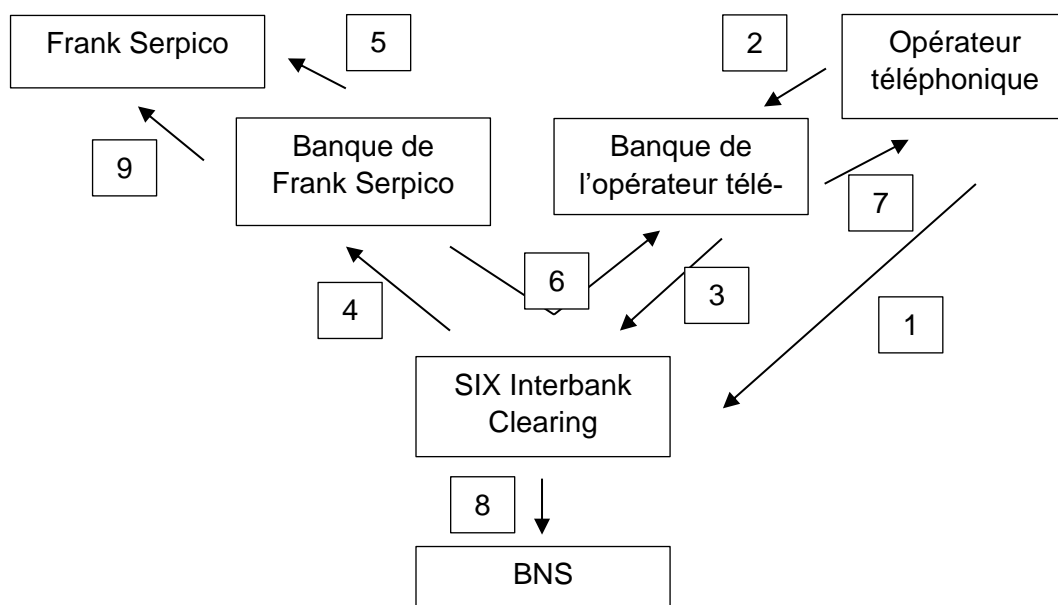 Frank Serpico
5
2
Opérateur
téléphonique
9
Banque de
Frank Serpico
Banque de
l’opérateur télé-
7
4
6
3
1
SIX Interbank
Clearing
8
BNS